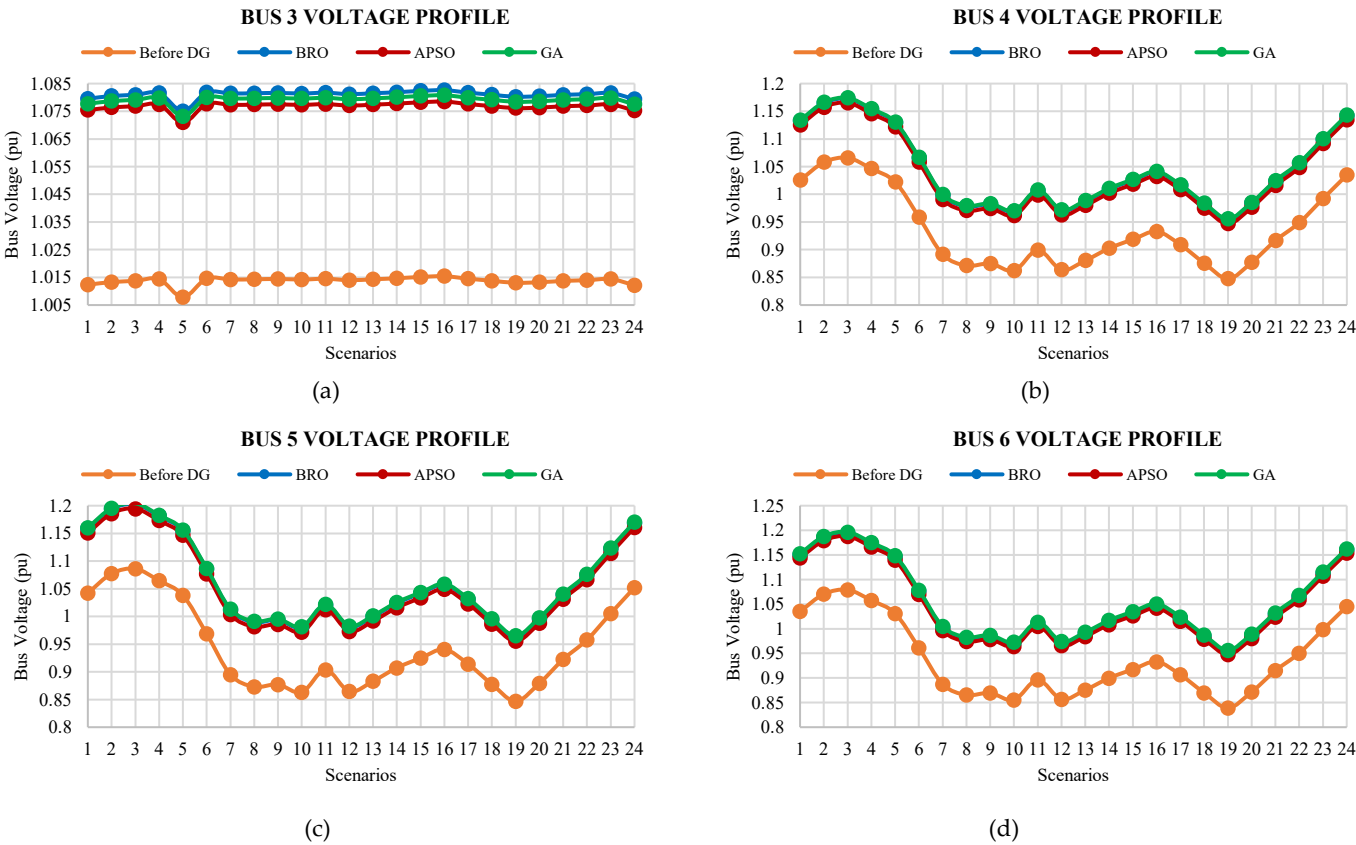 BUS 3 VOLTAGE PROFILE
Before DG BRO APSO GA
1.085
1.075
1.065
1.055
1.045
1.035
1.025
1.015
1.005
Bus Voltage (pu)
1 2 3 4 5 6 7 8 9 10 11 12 13 14 15 16 17 18 19 20 21 22 23 24
Scenarios
(a)
BUS 4 VOLTAGE PROFILE
Before DG BRO APSO GA
1.2
1.15
1.1
1.05
1
0.95
0.9
0.85
0.8
Bus Voltage (pu)
1 2 3 4 5 6 7 8 9 10 11 12 13 14 15 16 17 18 19 20 21 22 23 24
Scenarios
(b)
BUS 5 VOLTAGE PROFILE
Before DG BRO APSO GA
1.2
1.15
1.1
1.05
1
0.95
0.9
0.85
0.8
Bus Voltage (pu)
1 2 3 4 5 6 7 8 9 10 11 12 13 14 15 16 17 18 19 20 21 22 23 24
Scenarios
(c)
BUS 6 VOLTAGE PROFILE
Before DG BRO APSO GA
1.25
1.2
1.15
1.1
1.05
1
0.95
0.9
0.85
0.8
Bus Voltage (pu)
1 2 3 4 5 6 7 8 9 10 11 12 13 14 15 16 17 18 19 20 21 22 23 24
Scenarios
(d)